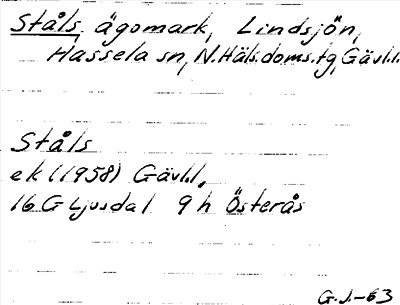 Ståls, ägomark, Lindsjön,
Hassela sn, N.Häls.doms.tg, Gävl.l.
Ståls
ek (1958) Gävl.l,
16 G Ljusdal 9 h Österås
G.J.-63